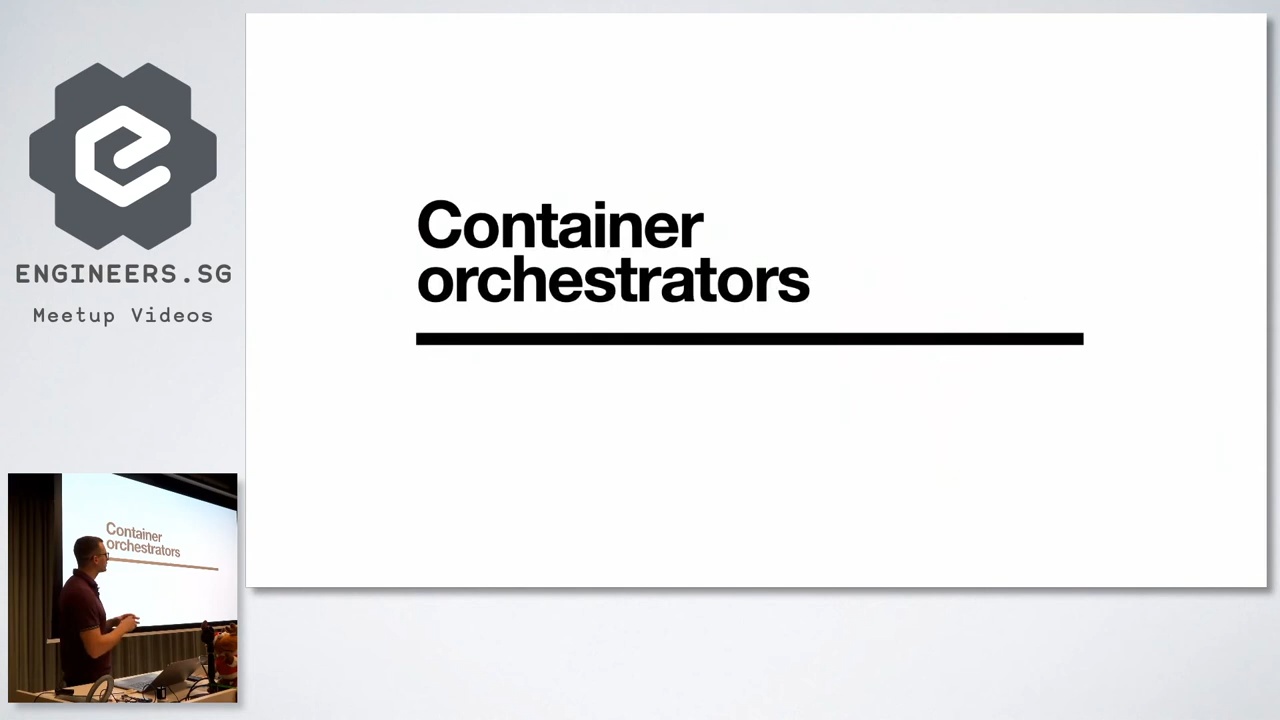 ENGINEERS.SG
Meetup Videos
Container
orchestrators
Container
orchestrators